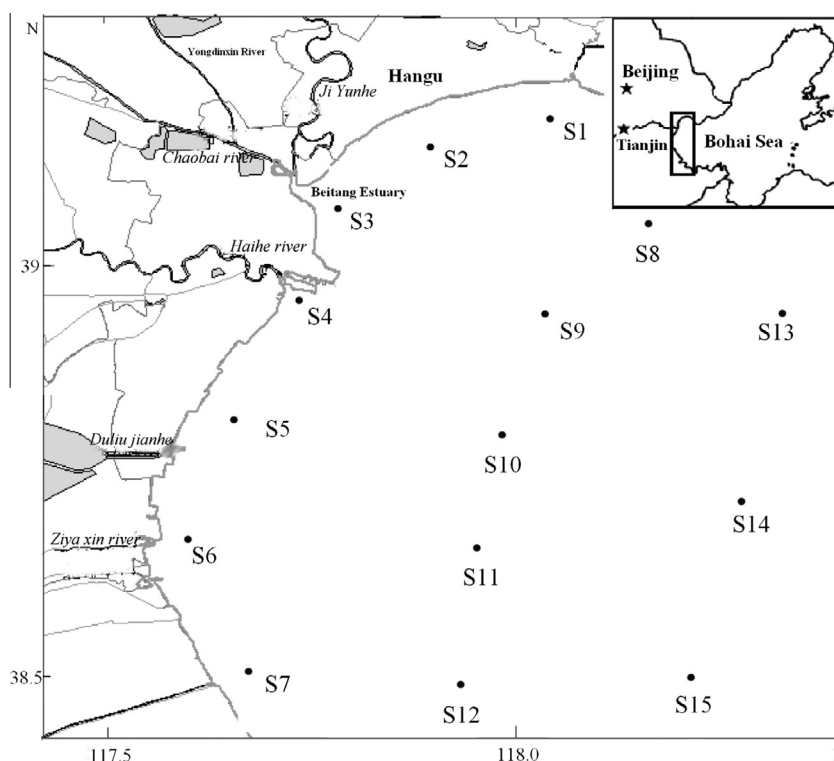 N
Yongdinxin River
Ji Yunhe
Hangu
Beijing
Tianjin
Bohai Sea
Chaobai river
Beitang Estuary
S1
S2
S3
S8
Haihe river
39
S4
S9
S13
S5
Duliu jianhe
S10
S14
Ziya xin river
S6
S11
38.5
S7
S12
S15
117.5
118.0